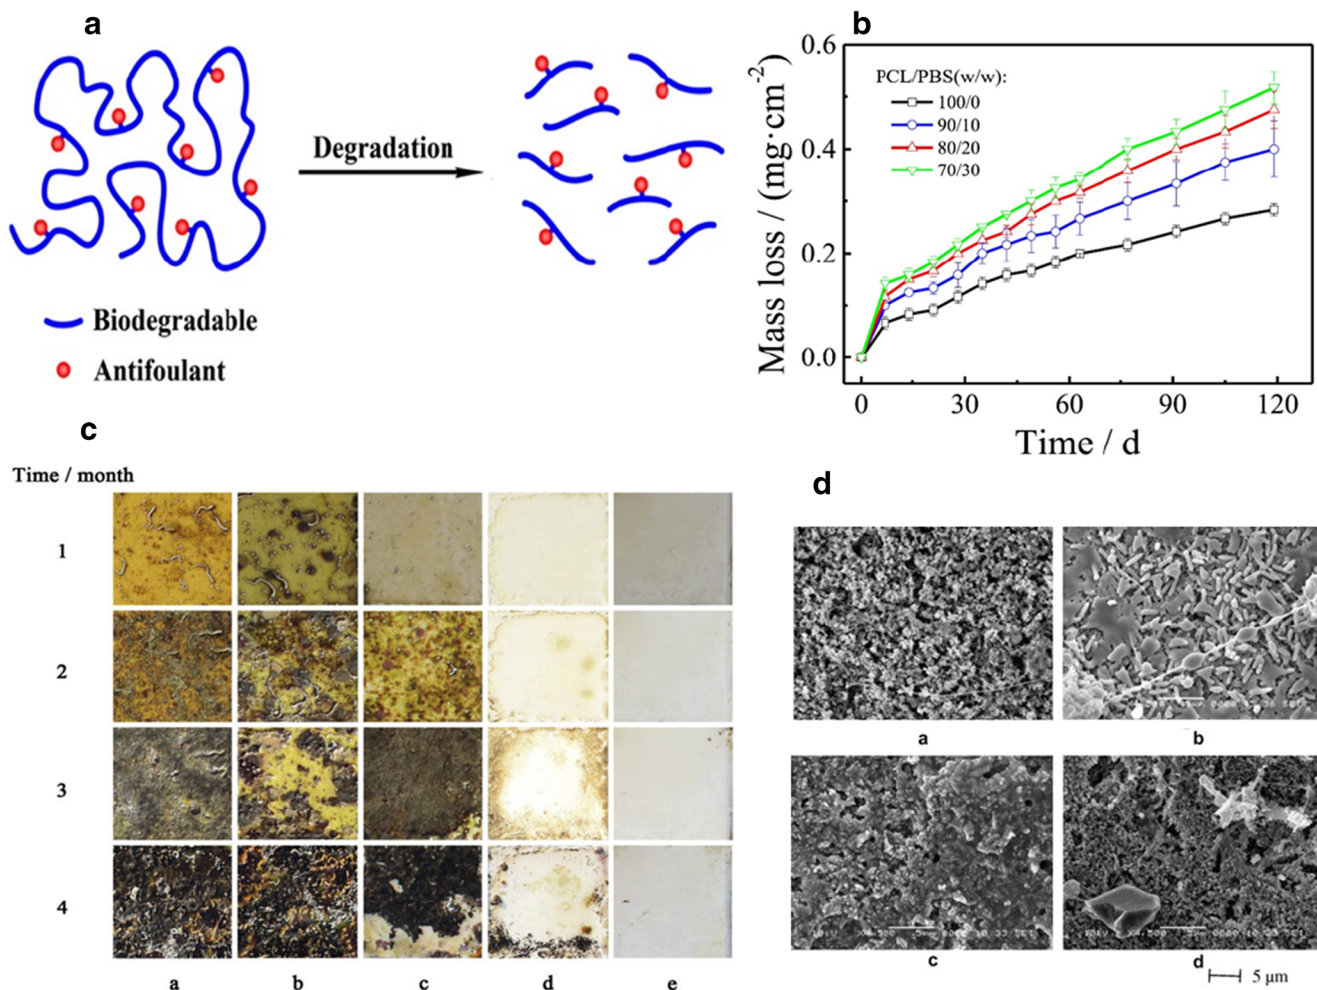 a
Degradation
Biodegradable
Antifoulant
b
Mass loss / (mg·cm⁻²)
0.6
0.4
0.2
0.0
PCL/PBS(w/w):
100/0
90/10
80/20
70/30
0 30 60 90 120
Time / d
c
Time / month
1
2
3
4
a b c d e
d
a b
c d
5 μm